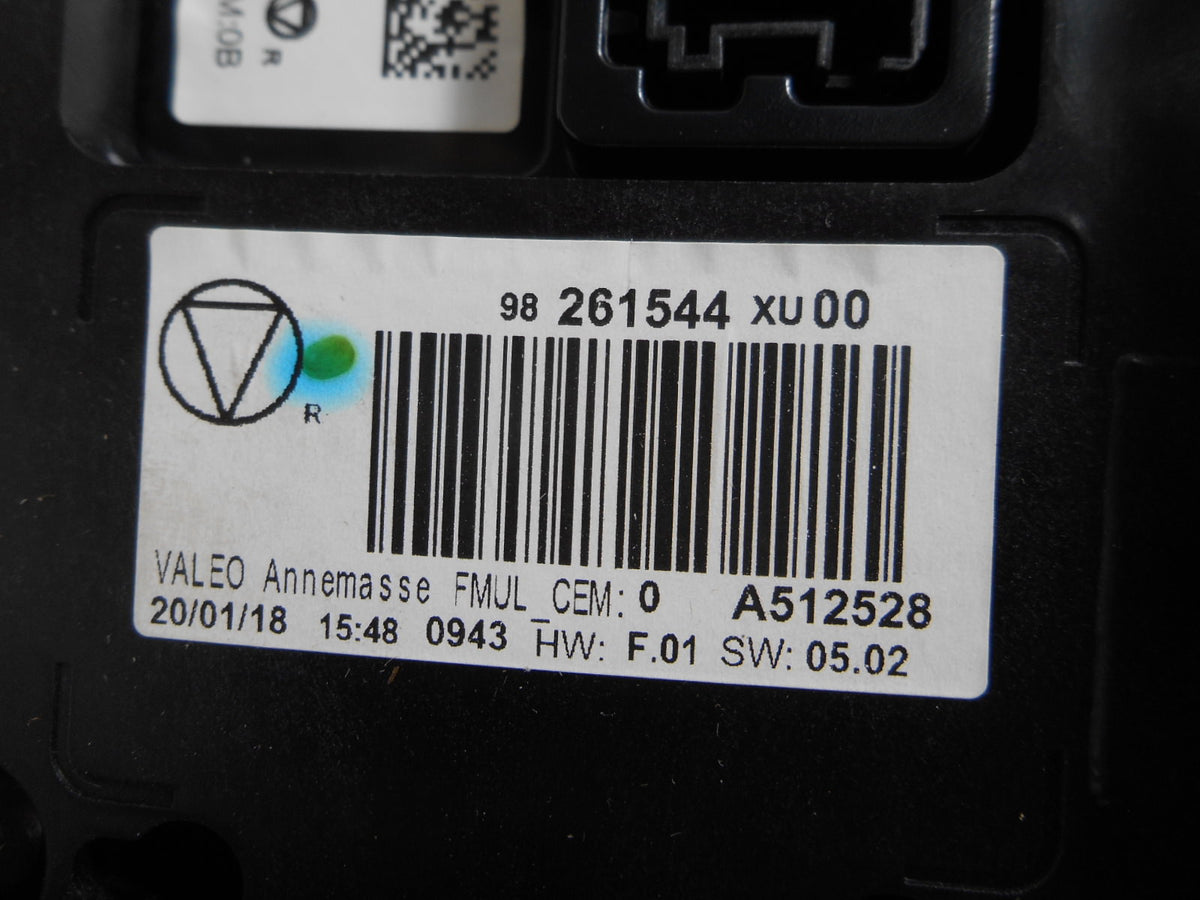 M:0B
R
98 261544 XU 00
R
VALEO Annemasse FMUL_CEM: 0 A512528
20/01/18 15:48 0943 HW: F.01 SW: 05.02